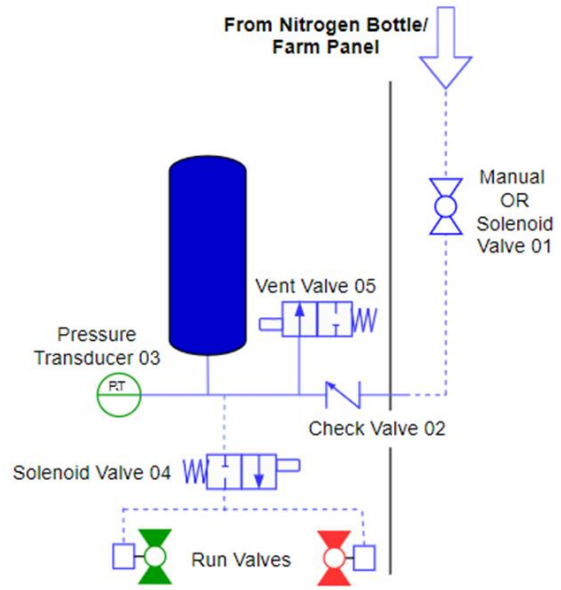 From Nitrogen Bottle/
Farm Panel
Manual
OR
Solenoid
Valve 01
Vent Valve 05
Pressure
Transducer 03
P.T
Check Valve 02
Solenoid Valve 04
Run Valves